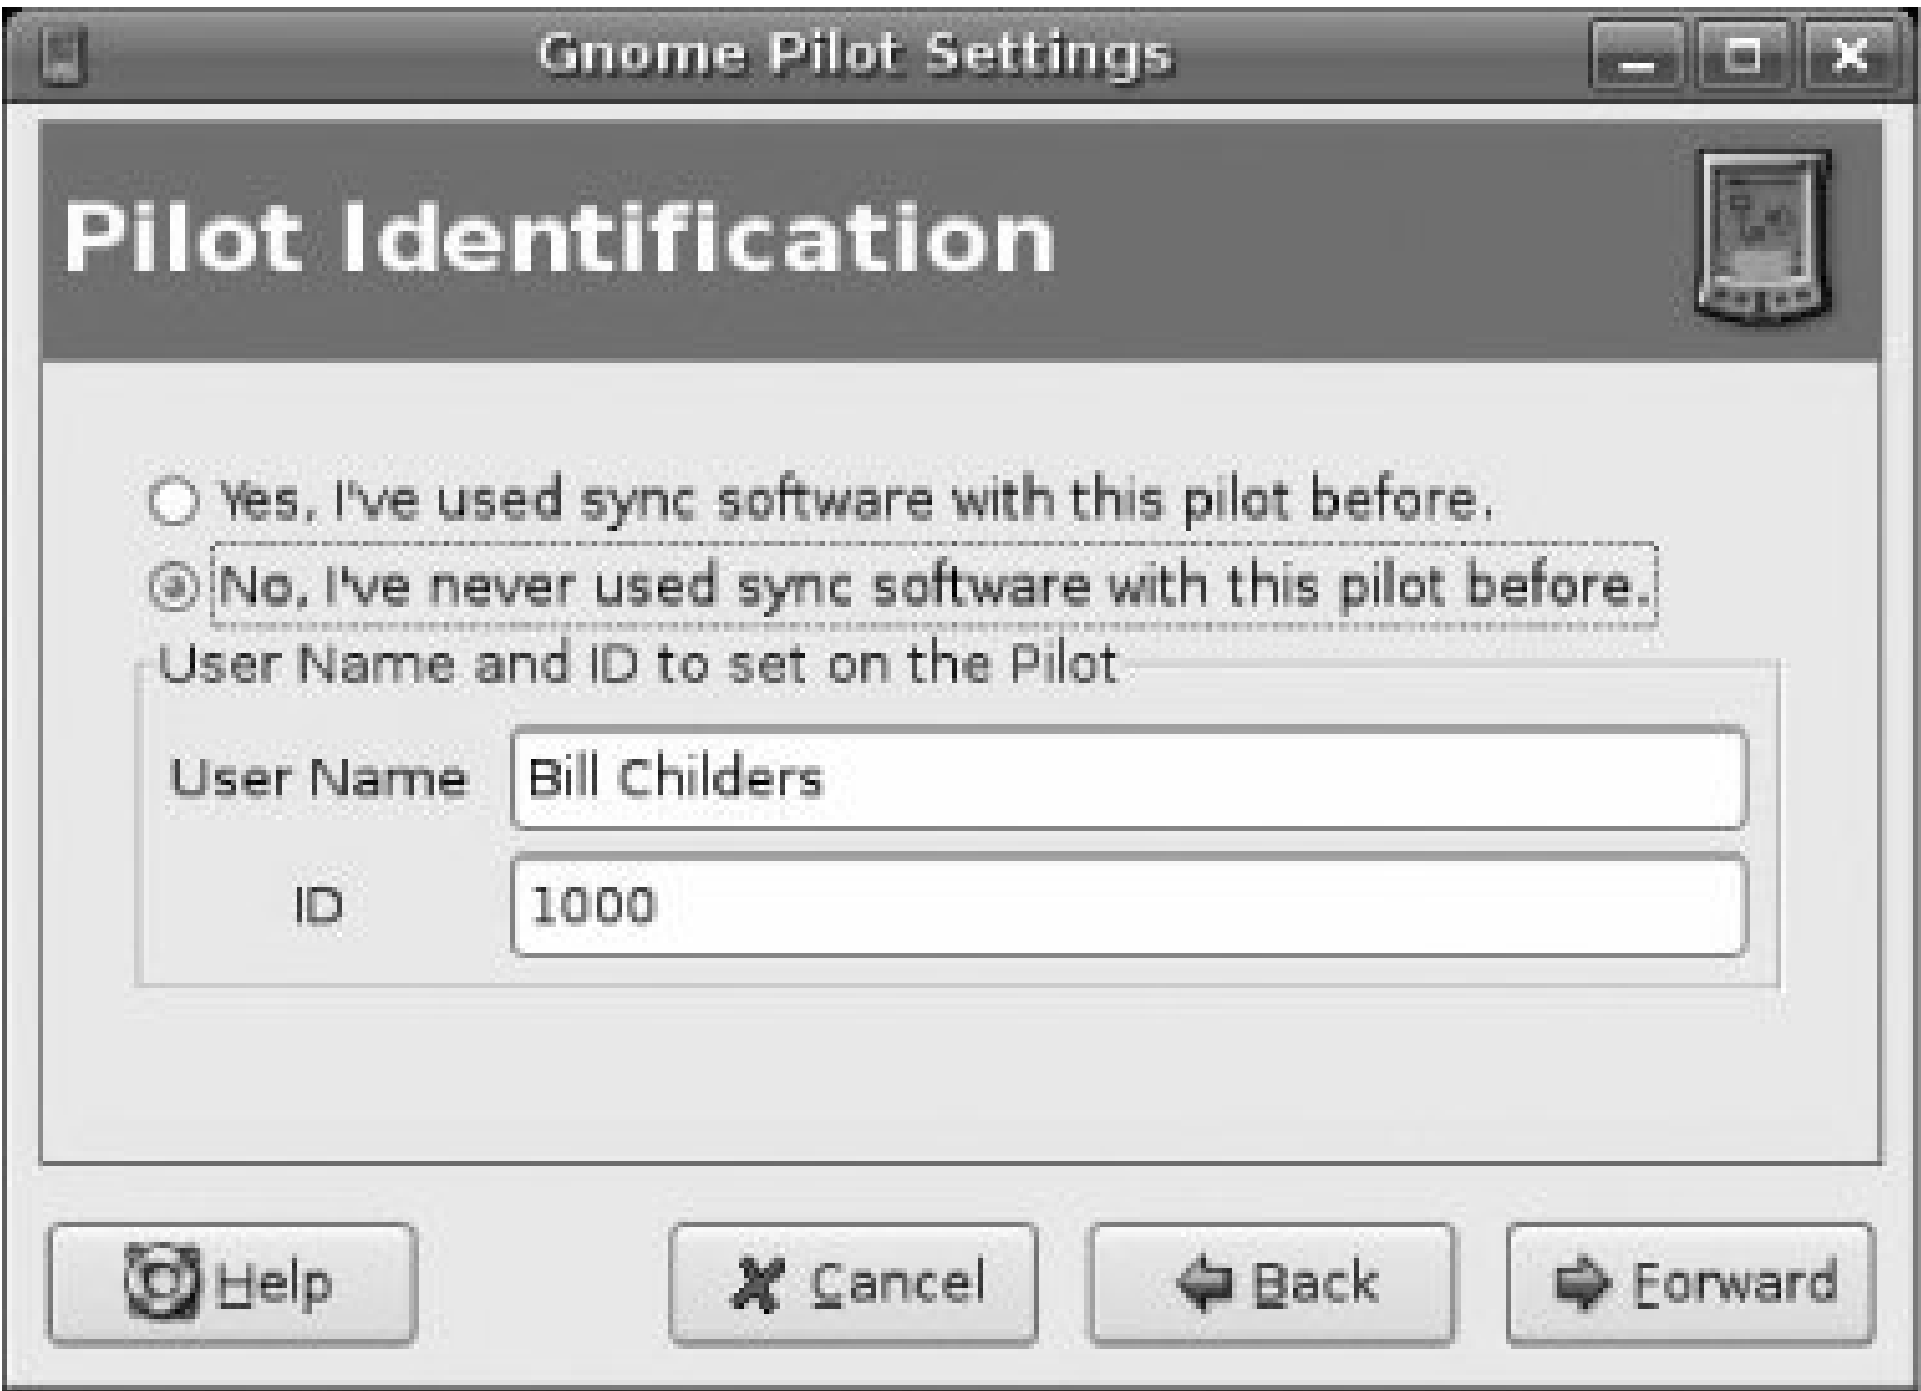 Gnome Pilot Settings
Pilot Identification
Yes, I've used sync software with this pilot before.
No, I've never used sync software with this pilot before.
User Name and ID to set on the Pilot
User Name Bill Childers
ID 1000
Help Cancel Back Forward